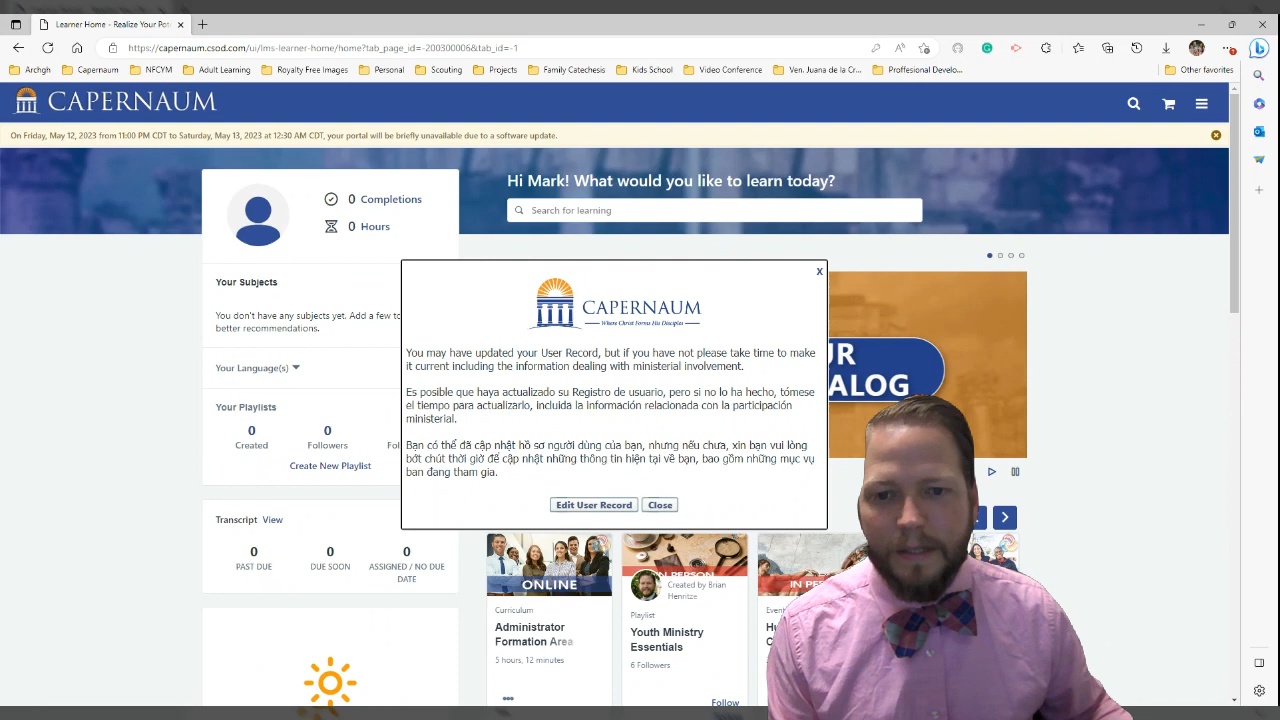 Learner Home - Realize Your Pot
https://capernaum.csod.com/ui/lms-learner-home/home?tab_page_id=-200300006&tab_id=-1
Archgh Capernaum NFCYM Adult Learning Royalty Free Images Personal Scouting Projects Family Catechesis Kids School Video Conference Ven. Juana de la C... Proffesional Develo... Other favorites
CAPERNAUM
On Friday, May 12, 2023 from 11:00 PM CDT to Saturday, May 13, 2023 at 12:30 AM CDT, your portal will be briefly unavailable due to a software update.
Hi Mark! What would you like to learn today?
Search for learning
0 Completions
0 Hours
Your Subjects
You don't have any subjects yet. Add a few to
better recommendations.
Your Language(s)
Your Playlists
0 0
Created Followers Fol
Create New Playlist
Transcript View
0 0 0
PAST DUE DUE SOON ASSIGNED / NO DUE
DATE
X
CAPERNAUM
Where Christ Forms His Disciples
You may have updated your User Record, but if you have not please take time to make
it current including the information dealing with ministerial involvement.
Es posible que haya actualizado su Registro de usuario, pero si no lo ha hecho, tómese
el tiempo para actualizarlo, incluida la información relacionada con la participación
ministerial.
Bạn có thể đã cập nhật hồ sơ người dùng của bạn, nhưng nếu chưa, xin bạn vui lòng
bớt chút thời giờ để cập nhật những thông tin hiện tại về bạn, bao gồm những mục vụ
bạn đang tham gia.
Edit User Record Close
UR
ALOG
ONLINE
Curriculum
Administrator
Formation Area
5 hours, 12 minutes
IN PERSON
Created by Brian
Henritze
Playlist
Youth Ministry
Essentials
6 Followers
Follow
IN PE
Even
Hu
C